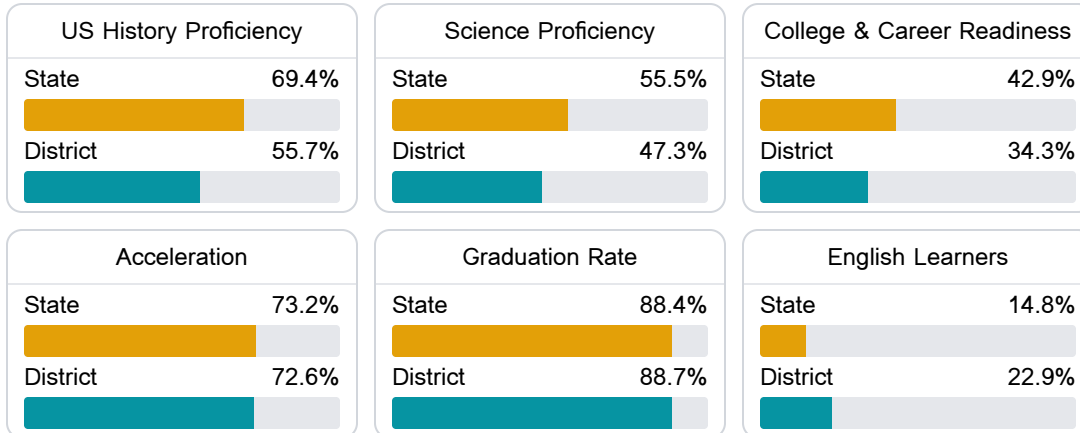 US History Proficiency
State 69.4%
District 55.7%
Science Proficiency
State 55.5%
District 47.3%
College & Career Readiness
State 42.9%
District 34.3%
Acceleration
State 73.2%
District 72.6%
Graduation Rate
State 88.4%
District 88.7%
English Learners
State 14.8%
District 22.9%